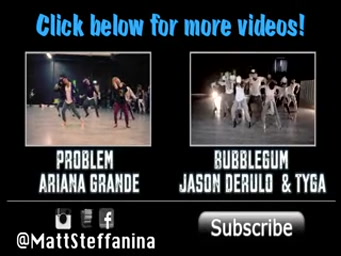 Click below for more videos!
PROBLEM
ARIANA GRANDE
BUBBLEGUM
JASON DERULO & TYGA
@MattSteffanina
Subscribe